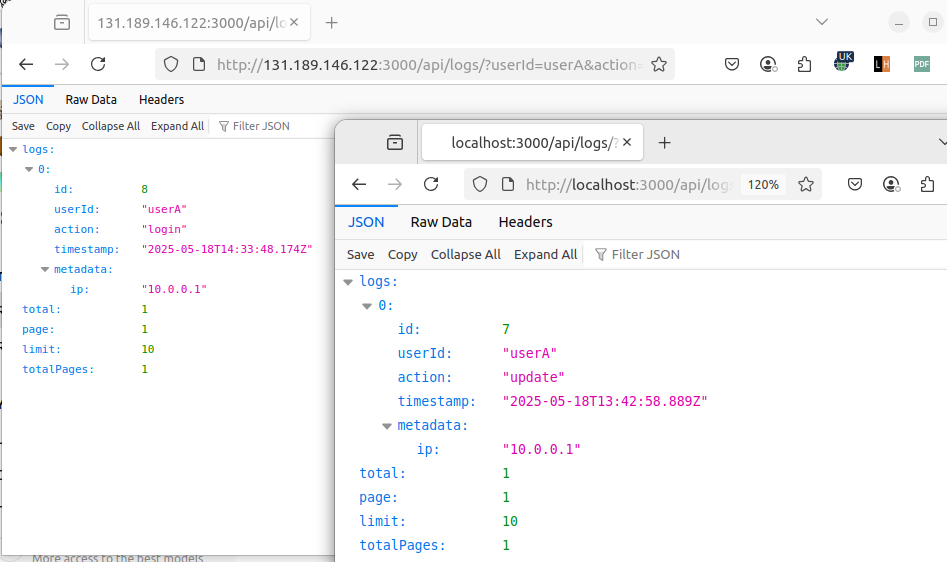 131.189.146.122:3000/api/lo
http://131.189.146.122:3000/api/logs/?userId=userA&action=
UK
L H
PDF
JSON Raw Data Headers
Save Copy Collapse All Expand All Filter JSON
logs:
0:
id: 8
userId: "userA"
action: "login"
timestamp: "2025-05-18T14:33:48.174Z"
metadata:
ip: "10.0.0.1"
total: 1
page: 1
limit: 10
totalPages: 1
More access to the best models
localhost:3000/api/logs/?
http://localhost:3000/api/logs 120%
JSON Raw Data Headers
Save Copy Collapse All Expand All Filter JSON
logs:
0:
id: 7
userId: "userA"
action: "update"
timestamp: "2025-05-18T13:42:58.889Z"
metadata:
ip: "10.0.0.1"
total: 1
page: 1
limit: 10
totalPages: 1